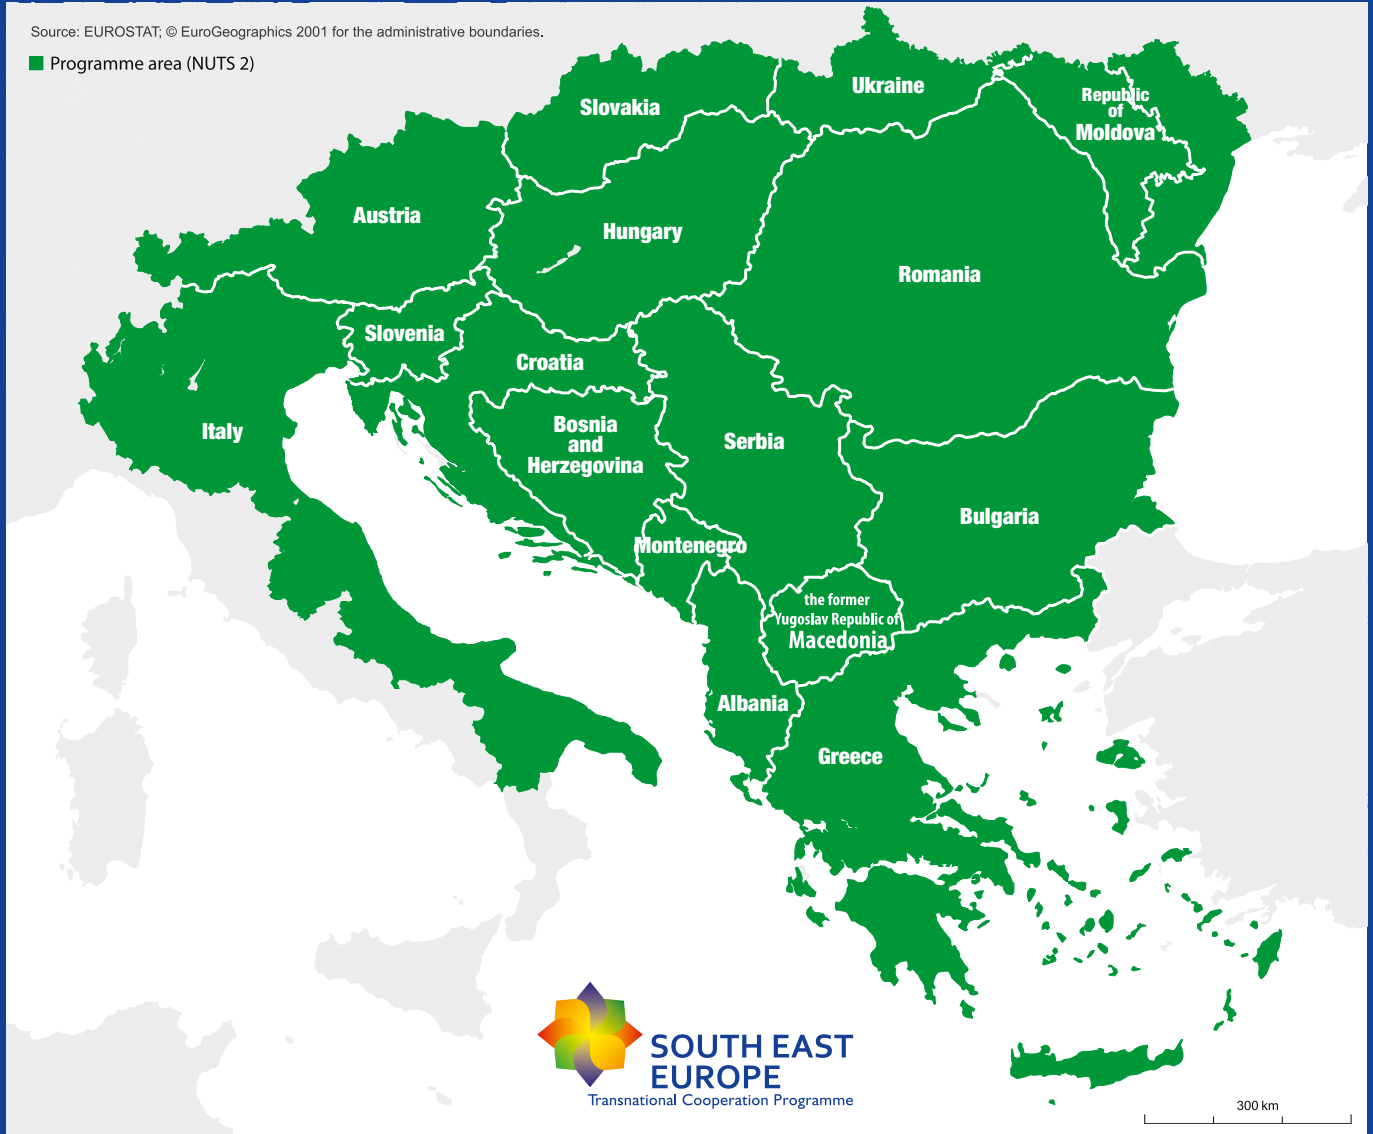 Source: EUROSTAT; © EuroGeographics 2001 for the administrative boundaries.
Programme area (NUTS 2)
Ukraine
Slovakia
Republic
of
Moldova
Austria
Hungary
Romania
Slovenia
Croatia
Italy
Bosnia
and
Herzegovina
Serbia
Bulgaria
Montenegro
the former
Yugoslav Republic of
Macedonia
Albania
Greece
SOUTH EAST
EUROPE
Transnational Cooperation Programme
300 km